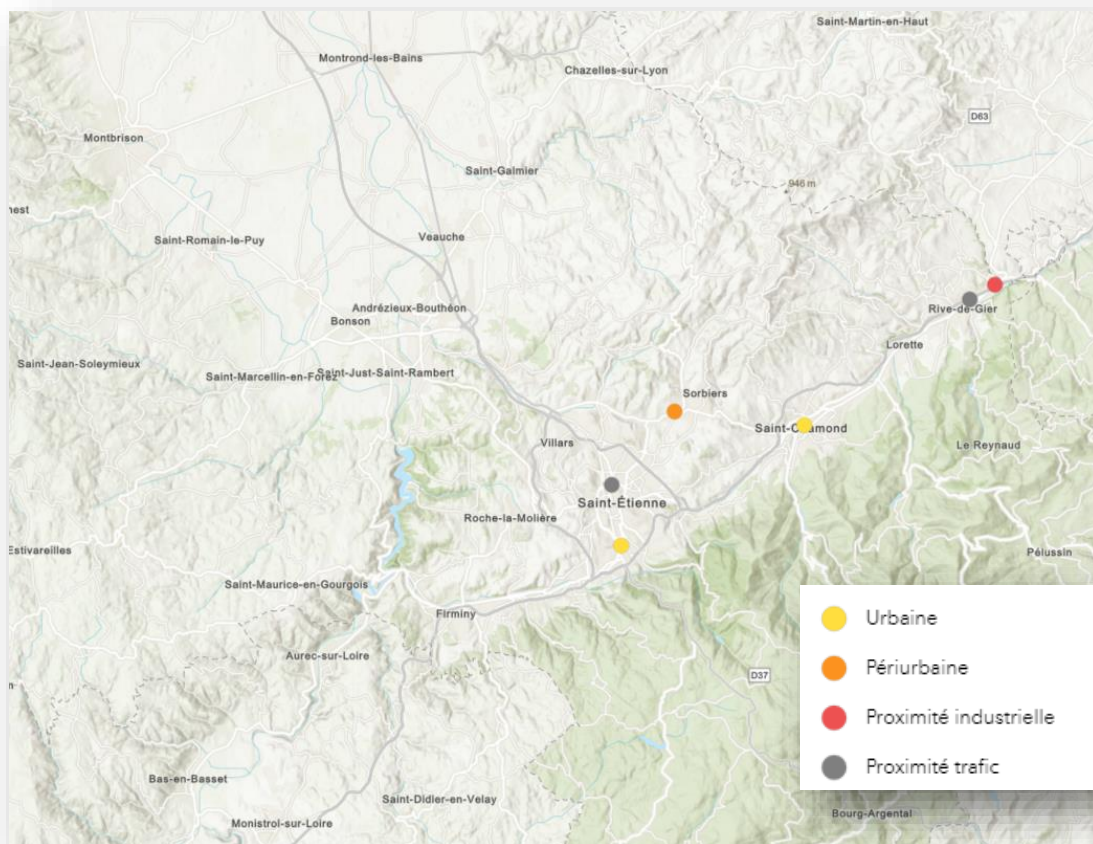 Saint-Martin-en-Haut
Montrond-les-Bains
Chazelles-sur-Lyon
D63
Montbrison
Saint-Galmier
946 m
nest
Veauche
Saint-Romain-le-Puy
Andrézieux-Bouthéon
Bonson
Rive-de-Gier
Lorette
Saint-Jean-Soleymieux
Saint-Marcellin-en-Forez
Saint-Just-Saint-Rambert
Sorbiers
Villars
Saint-Chamond
Le Reynaud
Saint-Étienne
Roche-la-Molière
Estivareilles
Pélussin
Saint-Maurice-en-Gourgois
Firminy
Aurec-sur-Loire
D37
Bas-en-Basset
Saint-Didier-en-Velay
Monistrol-sur-Loire
Bourg-Argental
Urbaine
Périurbaine
Proximité industrielle
Proximité trafic